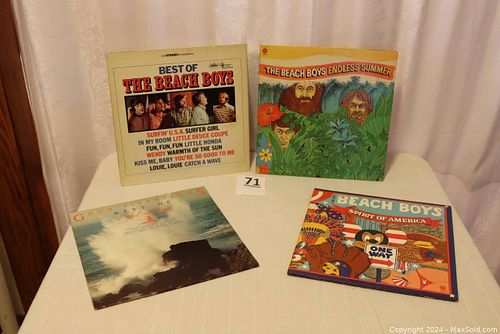 STEREO
BEST OF
THE BEACH BOYS
SURFIN' U.S.A. SURFER GIRL
IN MY ROOM LITTLE DEUCE COUPE
FUN, FUN, FUN LITTLE HONDA
WENDY WARMTH OF THE SUN
KISS ME, BABY YOU'RE SO GOOD TO ME
LOUIE, LOUIE CATCH A WAVE
THE BEACH BOYS ENDLESS SUMMER
71
BEACH BOYS
SPIRIT OF AMERICA
ONE
WAY
Copyright © 2024 - www.MaxSold.com